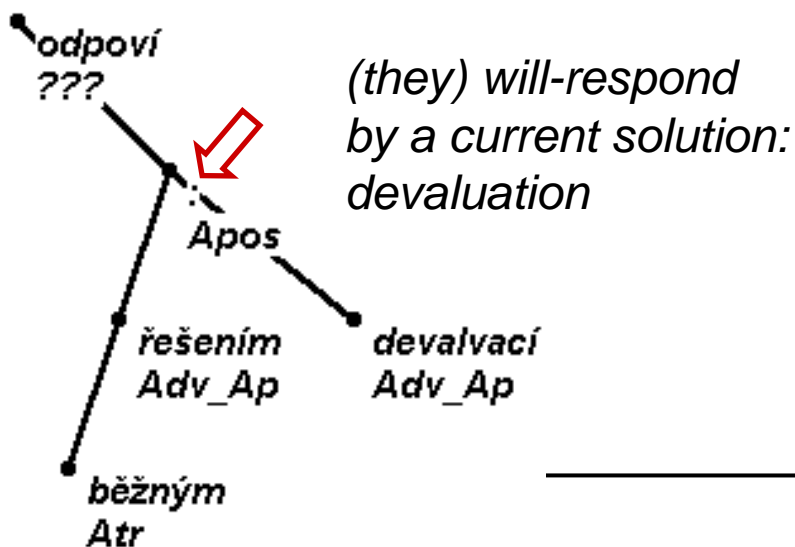 odpoví
???
(they) will-respond
by a current solution:
devaluation
:
Apos
řešením
Adv_Ap
devalvací
Adv_Ap
běžným
Atr